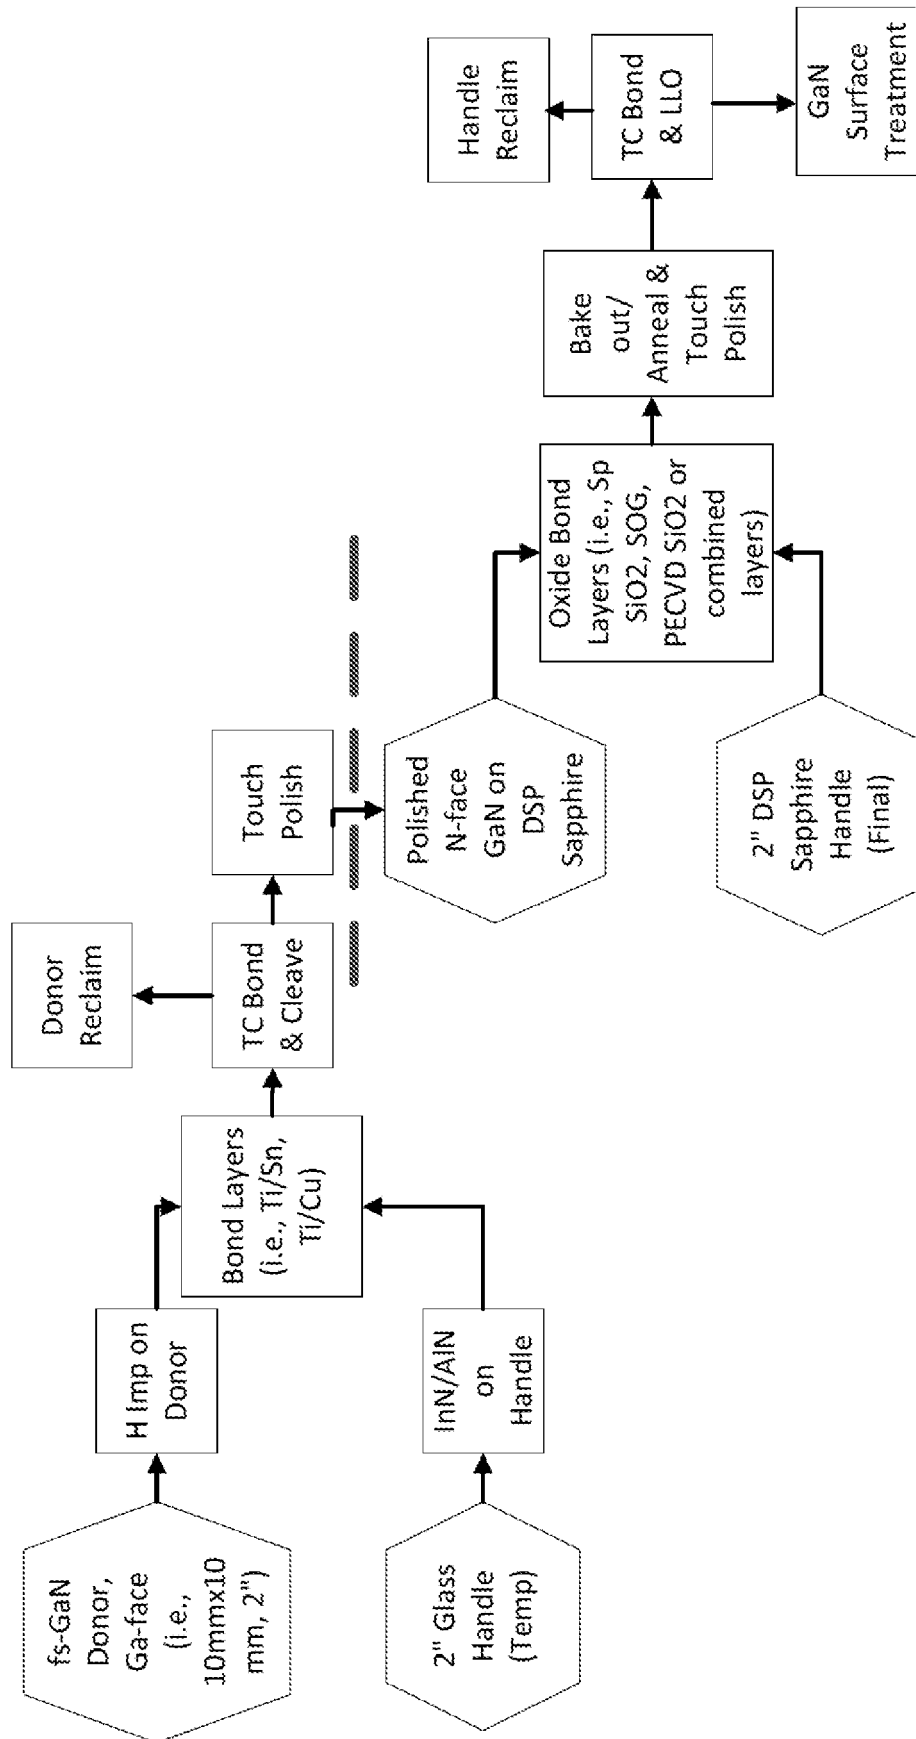 fs-GaN
Donor,
Ga-face
(i.e.,
10mmx10
mm, 2")
H Imp on
Donor
2" Glass
Handle
(Temp)
InN/AlN
on
Handle
Bond Layers
(i.e., Ti/Sn,
Ti/Cu)
Donor
Reclaim
TC Bond
& Cleave
Touch
Polish
Polished
N-face
GaN on
DSP
Sapphire
2" DSP
Sapphire
Handle
(Final)
Oxide Bond
Layers (i.e., Sp
SiO2, SOG,
PECVD SiO2 or
combined
layers)
Bake
out/
Anneal &
Touch
Polish
Handle
Reclaim
TC Bond
& LLO
GaN
Surface
Treatment